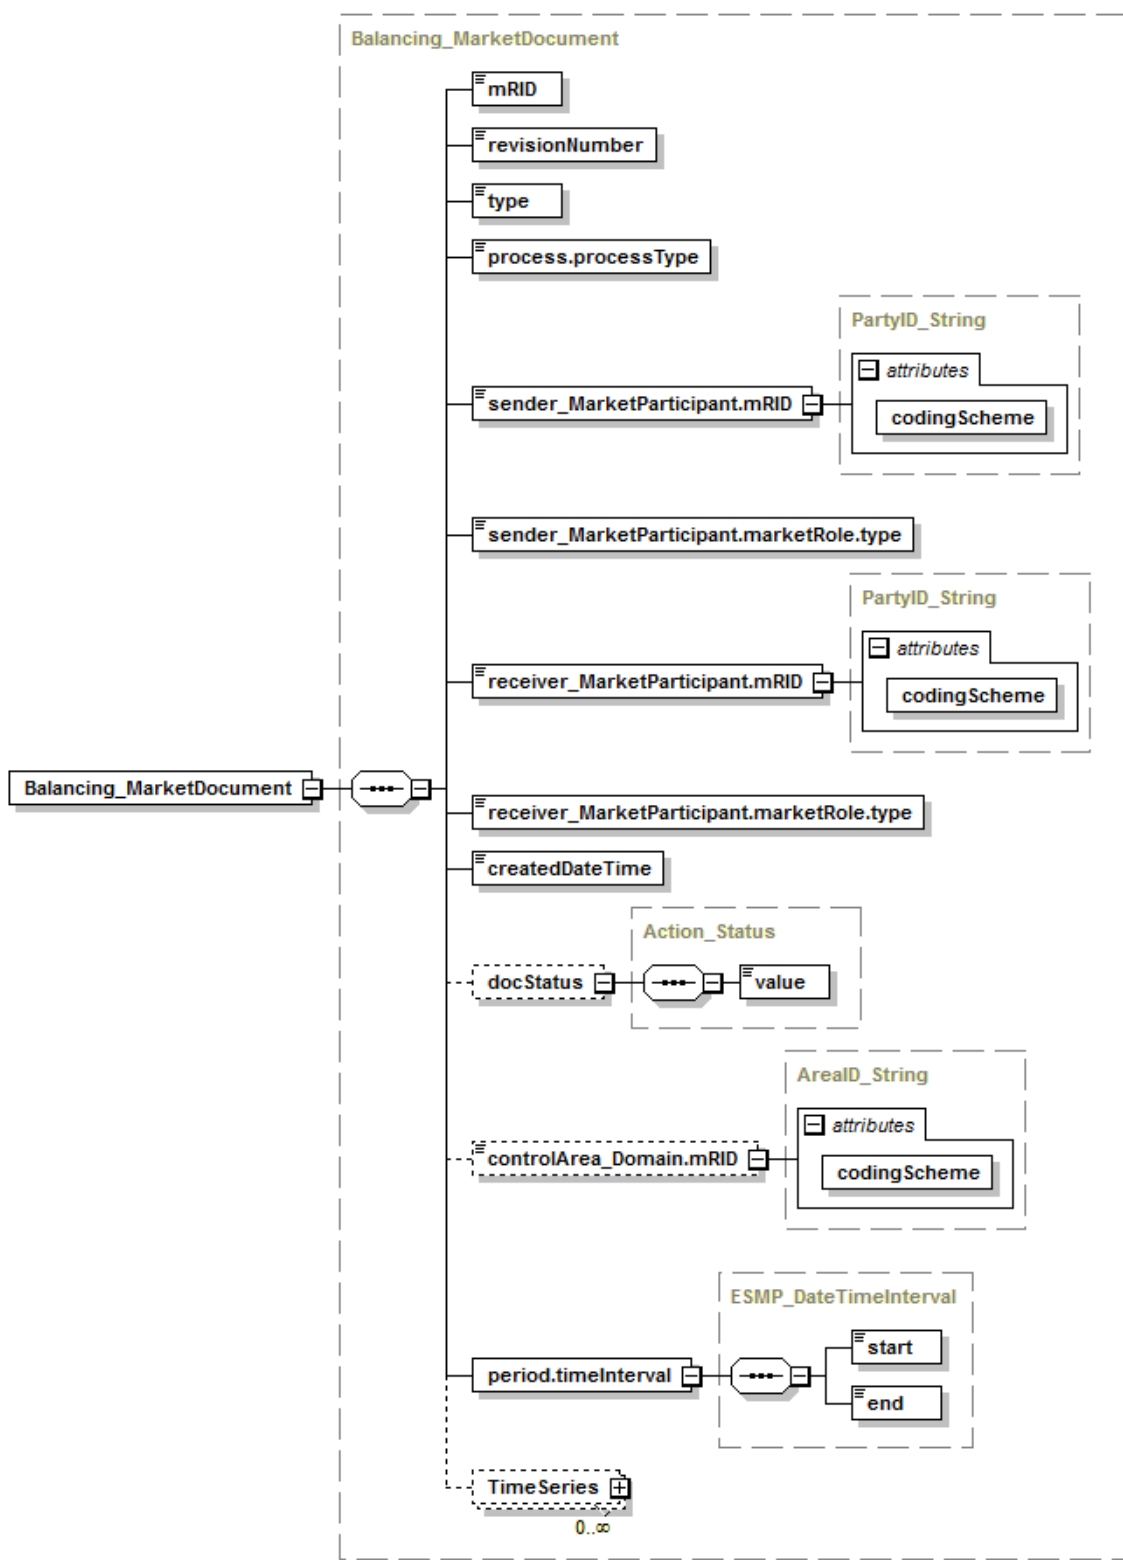 Balancing_MarketDocument
mRID
revisionNumber
type
process.processType
PartyID_String
attributes
sender_MarketParticipant.mRID
codingScheme
sender_MarketParticipant.marketRole.type
PartyID_String
attributes
receiver_MarketParticipant.mRID
codingScheme
Balancing_MarketDocument
receiver_MarketParticipant.marketRole.type
createdDateTime
Action_Status
docStatus
value
AreaID_String
attributes
controlArea_Domain.mRID
codingScheme
ESMP_DateTimeInterval
start
period.timeInterval
end
TimeSeries
0..∞